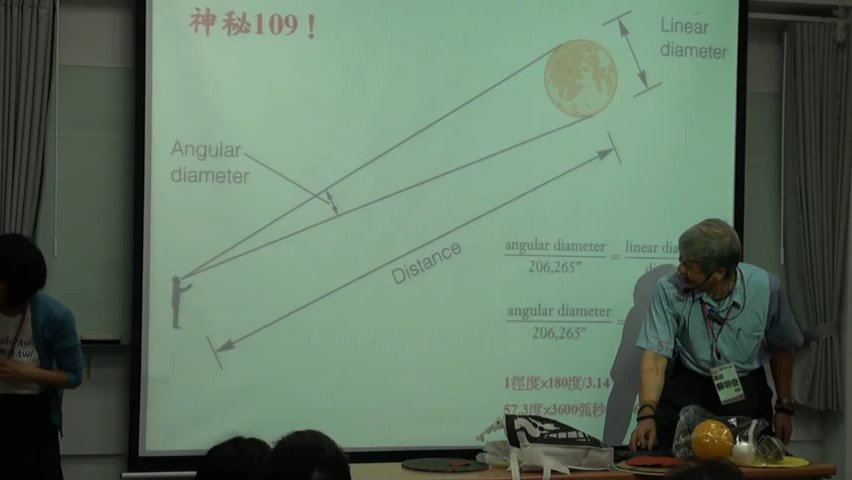 神秘109！
Linear
diameter
Angular
diameter
Distance
angular diameter
206,265″
=
linear
angular diameter
206,265″
=
1徑度×180度/3.14
57.3度×3600弧秒